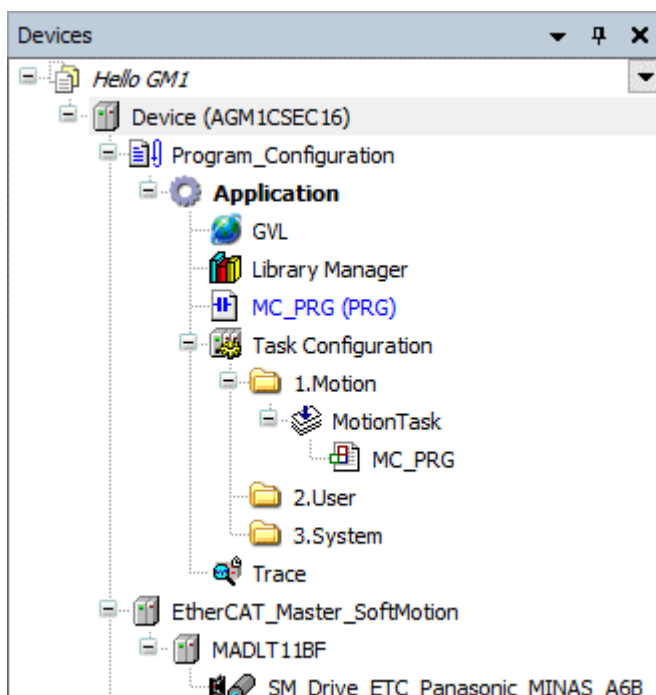 Devices
Hello GM1
Device (AGM1CSEC16)
Program_Configuration
Application
GVL
Library Manager
MC_PRG (PRG)
Task Configuration
1.Motion
MotionTask
MC_PRG
2.User
3.System
Trace
EtherCAT_Master_SoftMotion
MADLT11BF
SM_Drive_ETC_Panasonic_MINAS_A6B